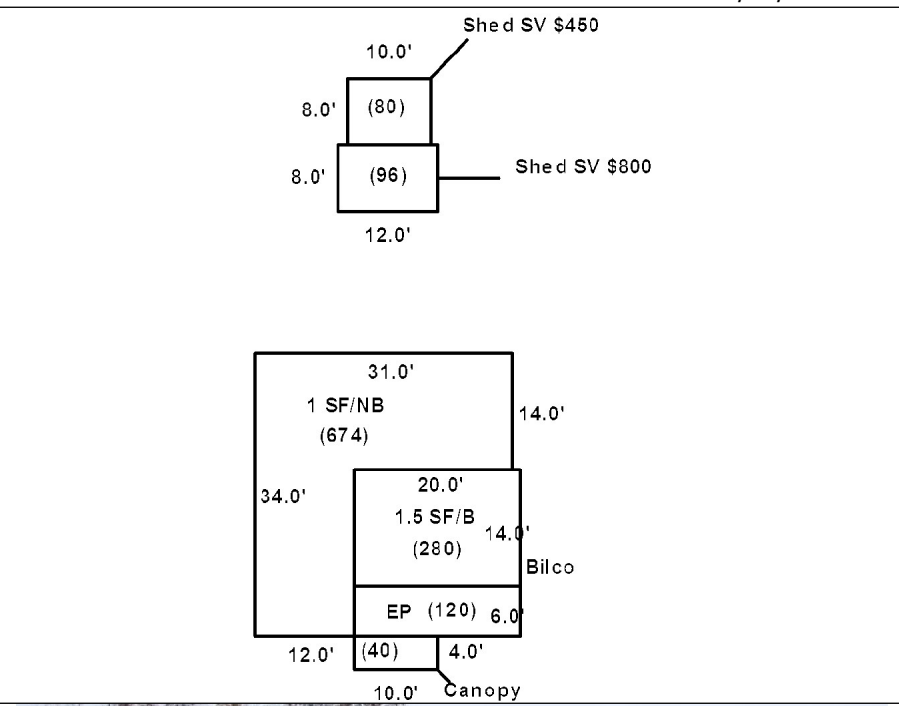 Shed SV $450
10.0'
8.0'
(80)
8.0'
(96)
Shed SV $800
12.0'
31.0'
1 SF/NB
(674)
14.0'
34.0'
20.0'
1.5 SF/B
14.0'
(280)
Bilco
EP (120) 6.0'
12.0'
(40)
4.0'
10.0'
Canopy